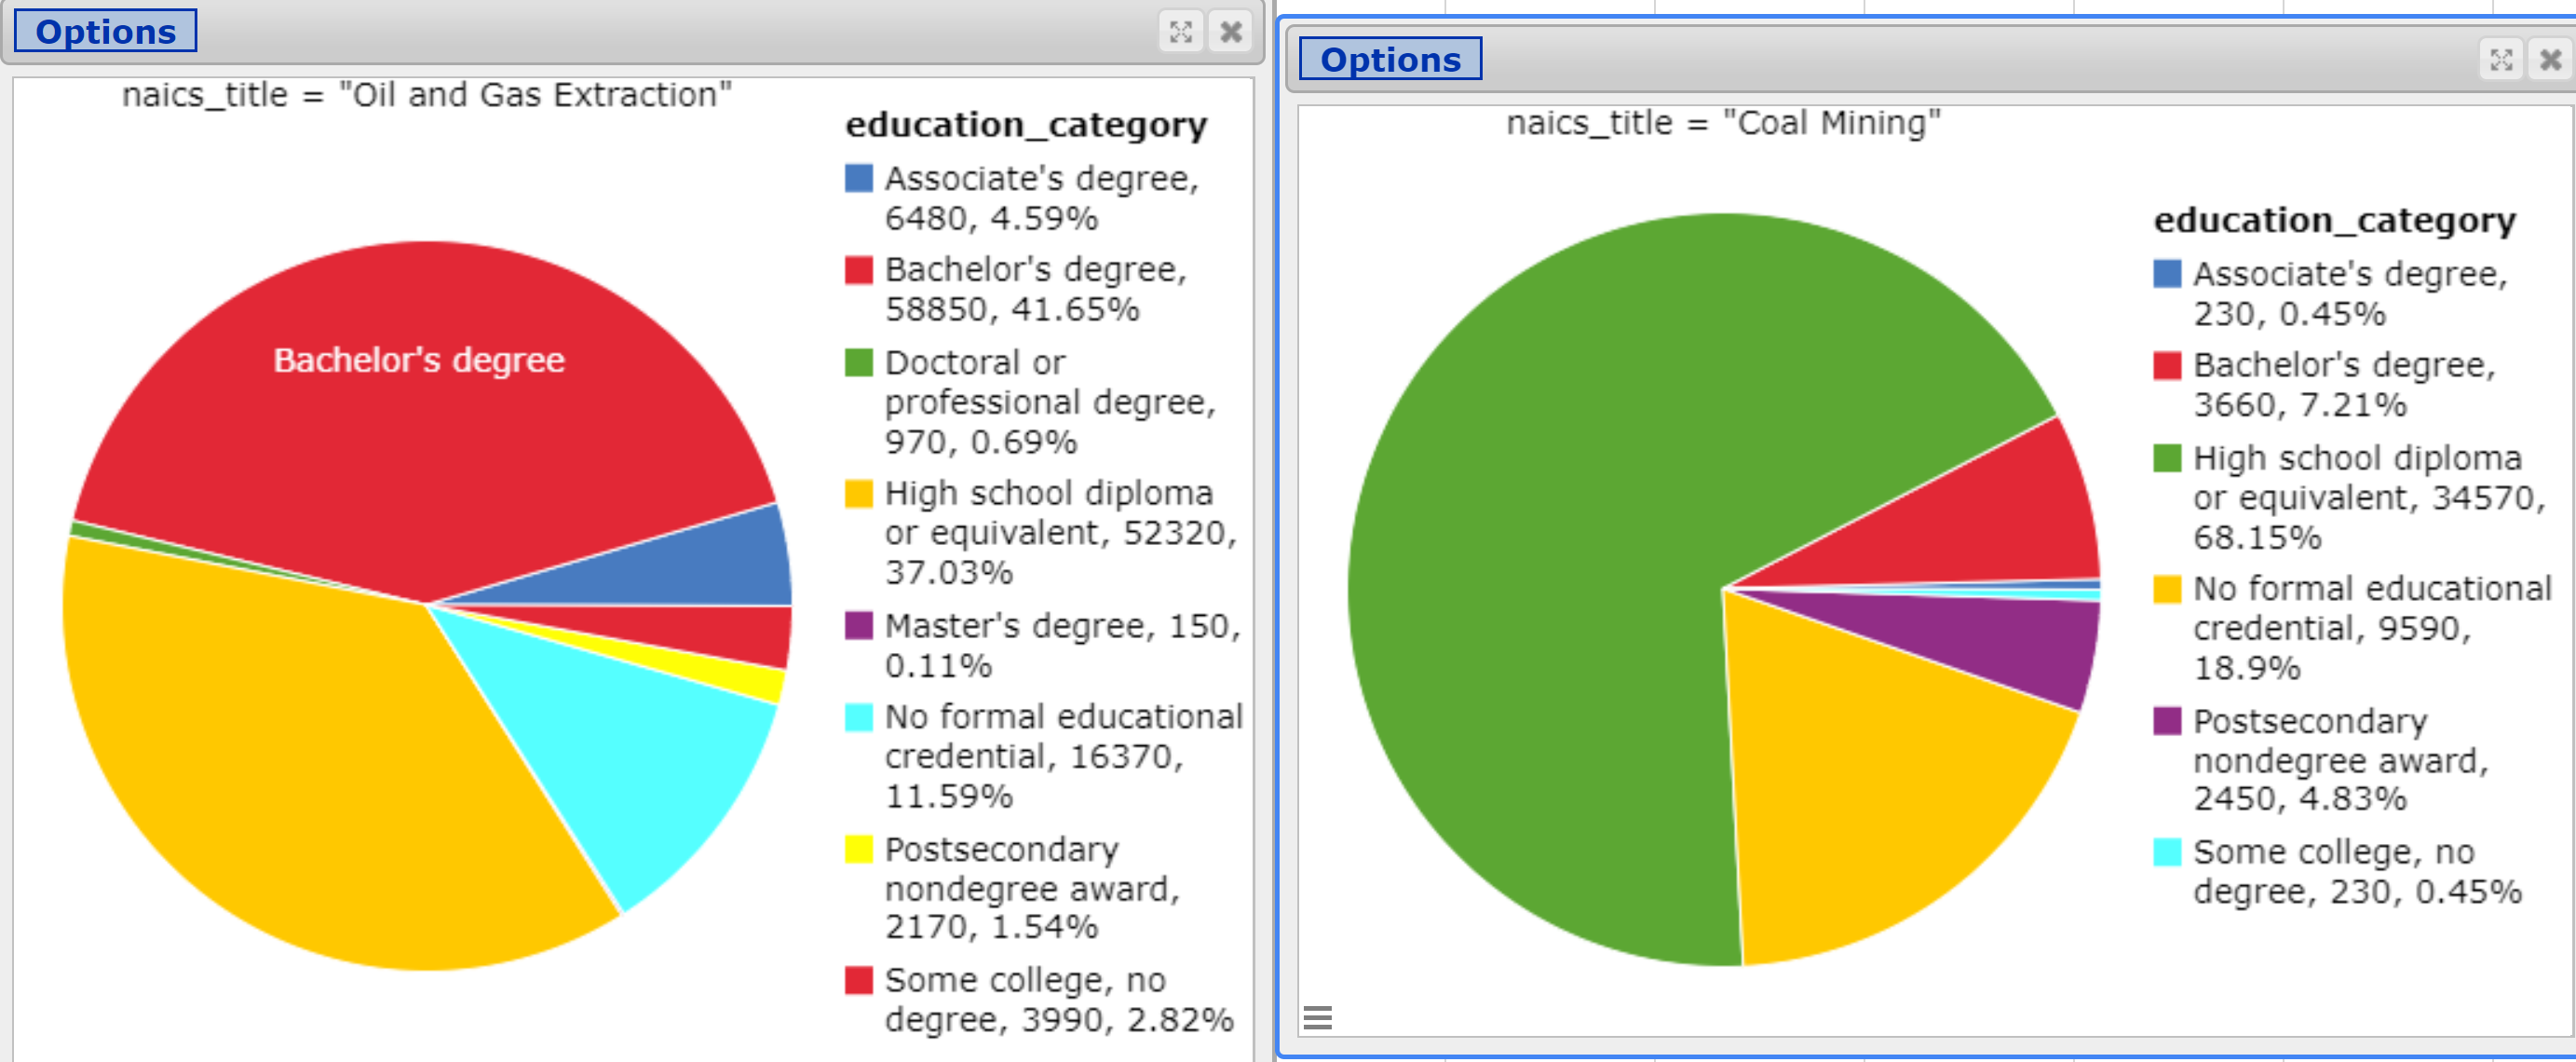 Options
naics_title = "Oil and Gas Extraction"
Bachelor's degree
education_category
Associate's degree,
6480, 4.59%
Bachelor's degree,
58850, 41.65%
Doctoral or
professional degree,
970, 0.69%
High school diploma
or equivalent, 52320,
37.03%
Master's degree, 150,
0.11%
No formal educational
credential, 16370,
11.59%
Postsecondary
nondegree award,
2170, 1.54%
Some college, no
degree, 3990, 2.82%
Options
naics_title = "Coal Mining"
education_category
Associate's degree,
230, 0.45%
Bachelor's degree,
3660, 7.21%
High school diploma
or equivalent, 34570,
68.15%
No formal educational
credential, 9590,
18.9%
Postsecondary
nondegree award,
2450, 4.83%
Some college, no
degree, 230, 0.45%